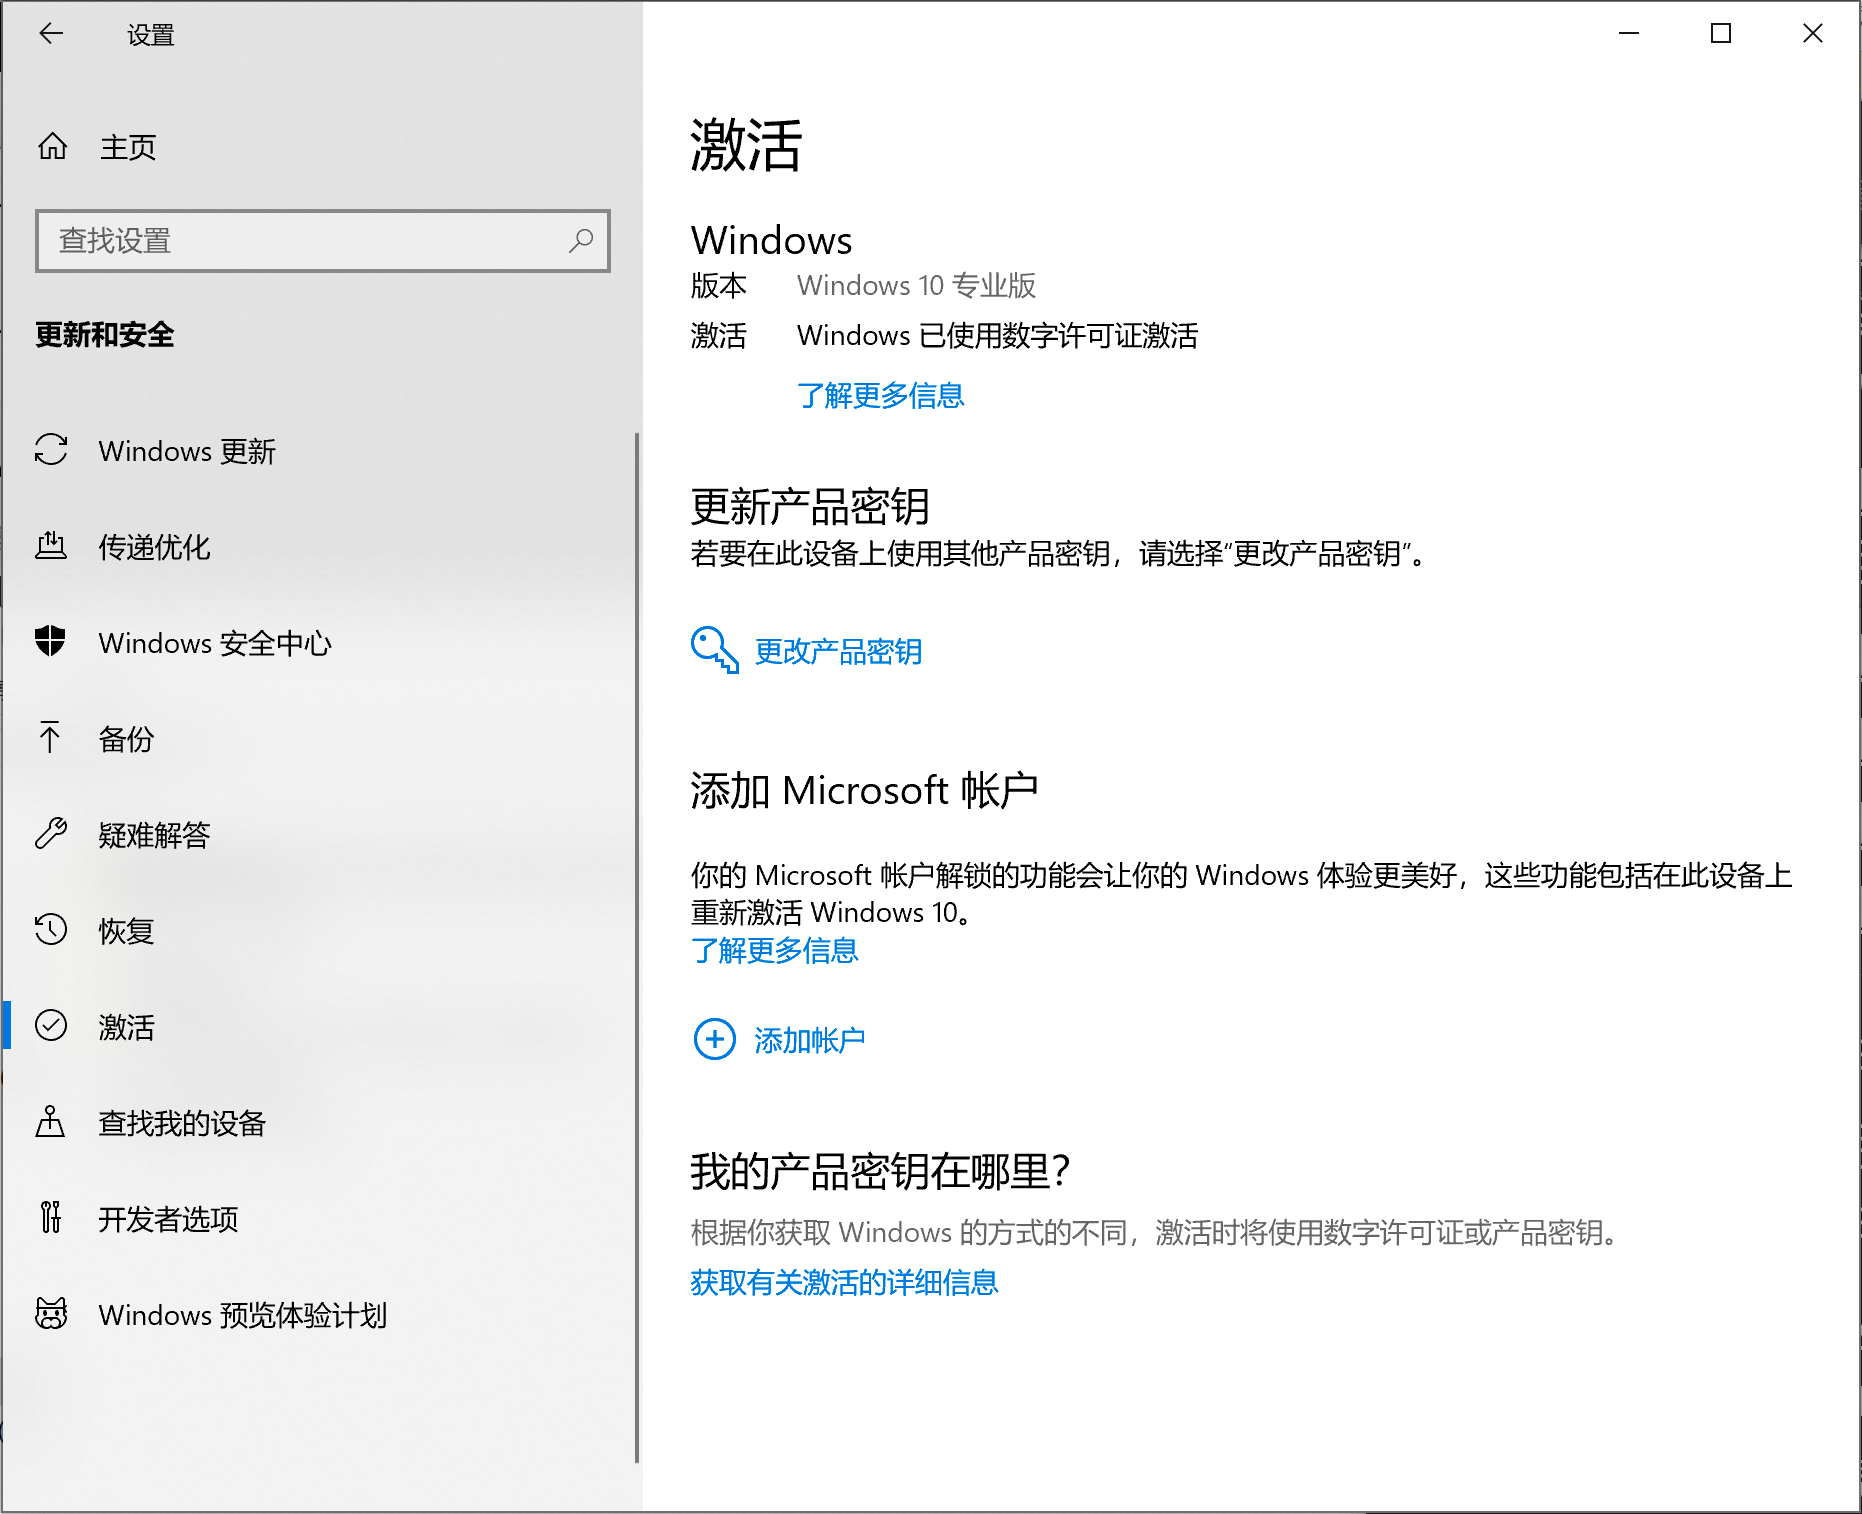 设置
主页
查找设置
更新和安全
Windows 更新
传递优化
Windows 安全中心
备份
疑难解答
恢复
激活
查找我的设备
开发者选项
Windows 预览体验计划
激活
Windows
版本 Windows 10 专业版
激活 Windows 已使用数字许可证激活
了解更多信息
更新产品密钥
若要在此设备上使用其他产品密钥，请选择“更改产品密钥”。
更改产品密钥
添加 Microsoft 帐户
你的 Microsoft 帐户解锁的功能会让你的 Windows 体验更美好，这些功能包括在此设备上
重新激活 Windows 10。
了解更多信息
添加帐户
我的产品密钥在哪里？
根据你获取 Windows 的方式的不同，激活时将使用数字许可证或产品密钥。
获取有关激活的详细信息